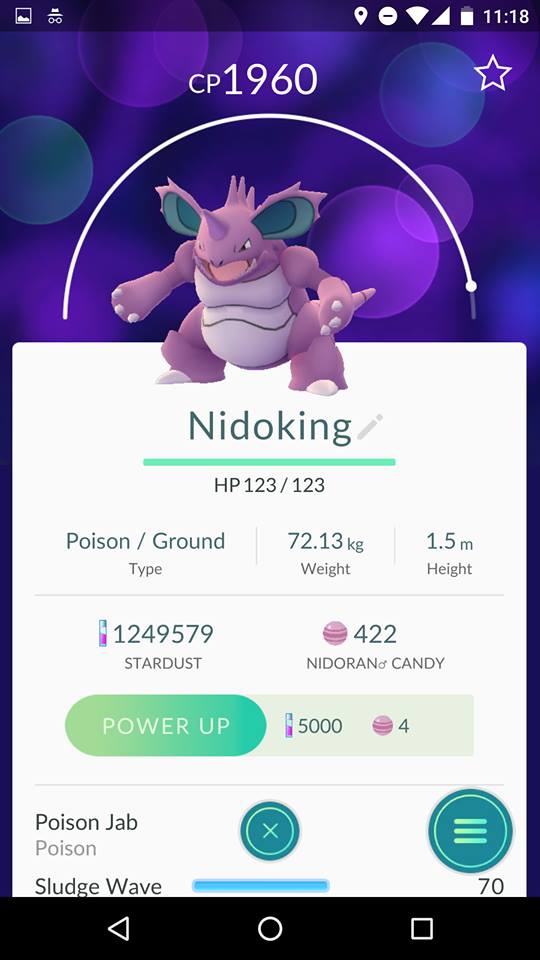 11:18
CP1960
Nidoking
HP 123 / 123
Poison / Ground 72.13 kg 1.5 m
Type Weight Height
1249579 422
STARDUST NIDORAN♂ CANDY
POWER UP 5000 4
Poison Jab
Poison
Sludge Wave 70